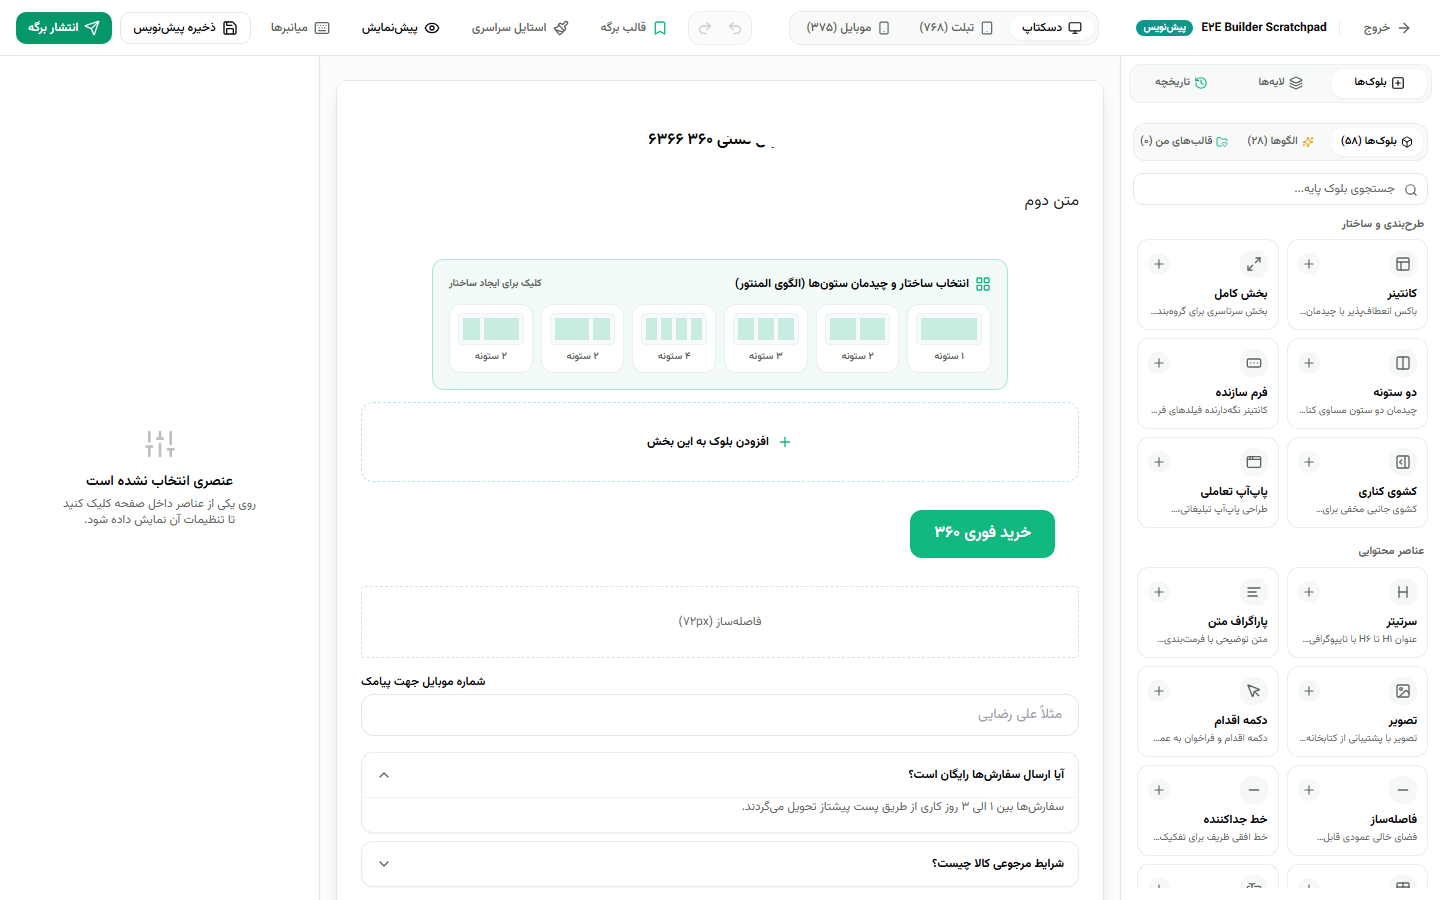 خروج
E۲E Builder Scratchpad
پیش‌نویس
دسکتاپ
تبلت (۷۶۸)
موبایل (۳۷۵)
قالب برگه
استایل سراسری
پیش‌نمایش
میانبرها
ذخیره پیش‌نویس
انتشار برگه
بلوک‌ها
لایه‌ها
تاریخچه
بلوک‌ها (۵۸)
الگوها (۲۸)
قالب‌های من (۰)
جستجوی بلوک پایه...
طرح‌بندی و ساختار
کانتینر
باکس انعطاف‌پذیر با چیدمان...
بخش کامل
بخش سرتاسری برای گروه‌بند...
دو ستونه
چیدمان دو ستون مساوی کنا...
فرم سازنده
کانتینر نگه‌دارنده فیلدهای فر...
کشوی کناری
کشوی جانبی مخفی برای...
پاپ‌آپ تعاملی
طراحی پاپ‌آپ تبلیغاتی،...
عناصر محتوایی
سرتیتر
عنوان H۱ تا H۶ با تایپوگرافی...
پاراگراف متن
متن توضیحی با فرمت‌بندی...
تصویر
تصویر با پشتیبانی از کتابخانه...
دکمه اقدام
دکمه اقدام و فراخوان به عم...
فاصله‌ساز
فضای خالی عمودی قابل...
خط جداکننده
خط افقی ظریف برای تفکیک...
تستی ۳۶۰ ۶۳۶۶
متن دوم
انتخاب ساختار و چیدمان ستون‌ها (الگوی المنتور)
کلیک برای ایجاد ساختار
۱ ستونه
۲ ستونه
۳ ستونه
۴ ستونه
۲ ستونه
۲ ستونه
افزودن بلوک به این بخش
خرید فوری ۳۶۰
فاصله‌ساز (۷۲px)
شماره موبایل جهت پیامک
مثلاً علی رضایی
آیا ارسال سفارش‌ها رایگان است؟
سفارش‌ها بین ۱ الی ۳ روز کاری از طریق پست پیشتاز تحویل می‌گردند.
شرایط مرجوعی کالا چیست؟
عنصری انتخاب نشده است
روی یکی از عناصر داخل صفحه کلیک کنید
تا تنظیمات آن نمایش داده شود.